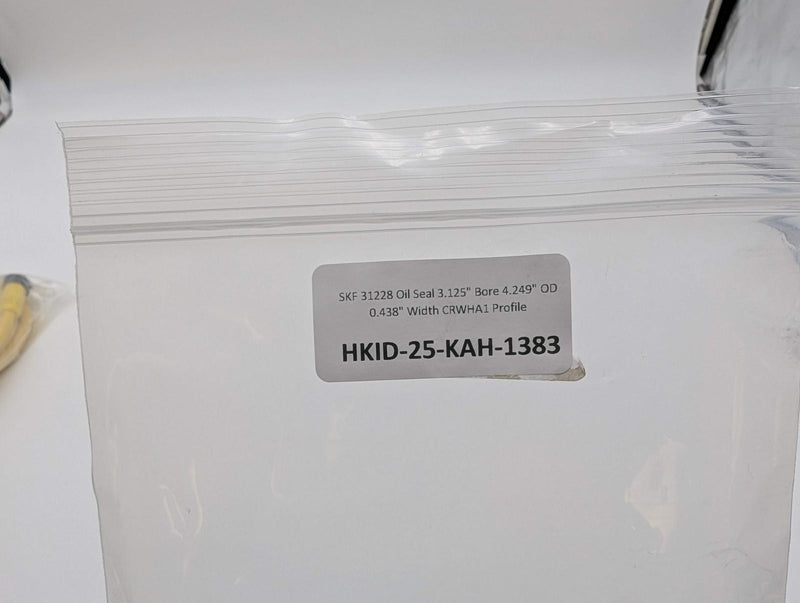 SKF 31228 Oil Seal 3.125" Bore 4.249" OD
0.438" Width CRWHA1 Profile
HKID-25-KAH-1383